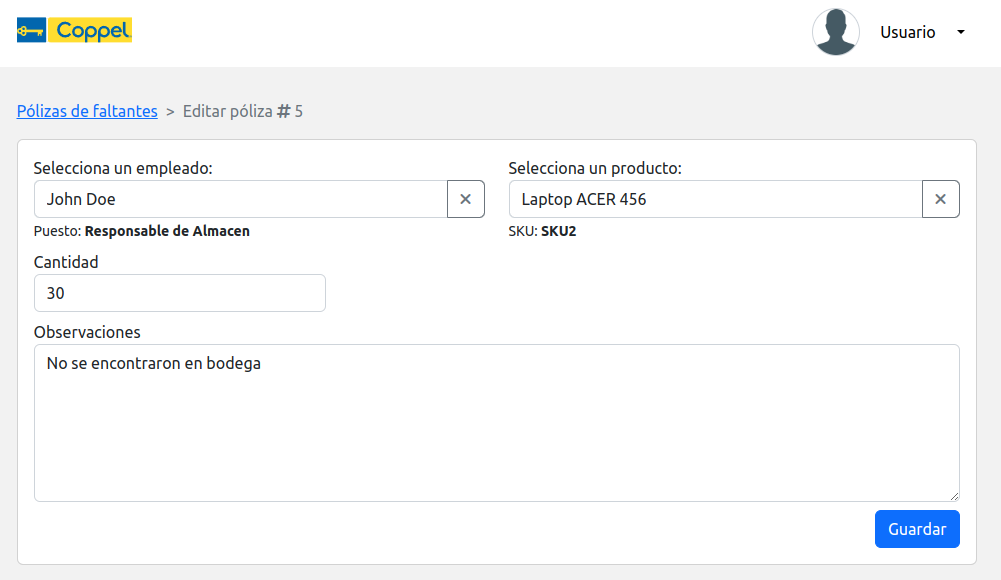 Coppel
Usuario
Pólizas de faltantes > Editar póliza # 5
Selecciona un empleado:
John Doe
Puesto: Responsable de Almacen
Selecciona un producto:
Laptop ACER 456
SKU: SKU2
Cantidad
30
Observaciones
No se encontraron en bodega
Guardar